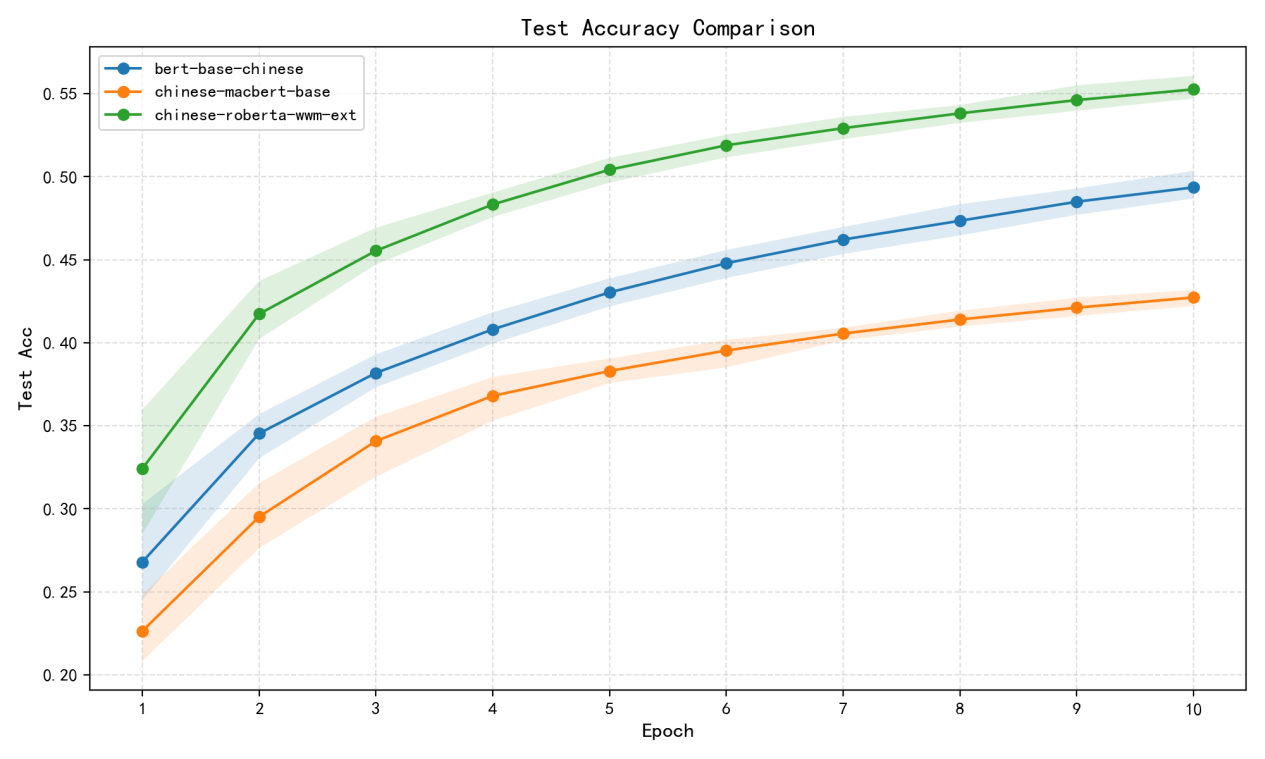 Test Accuracy Comparison
bert-base-chinese
chinese-macbert-base
chinese-roberta-wwm-ext
Test Acc
0.55
0.50
0.45
0.40
0.35
0.30
0.25
0.20
1 2 3 4 5 6 7 8 9 10
Epoch